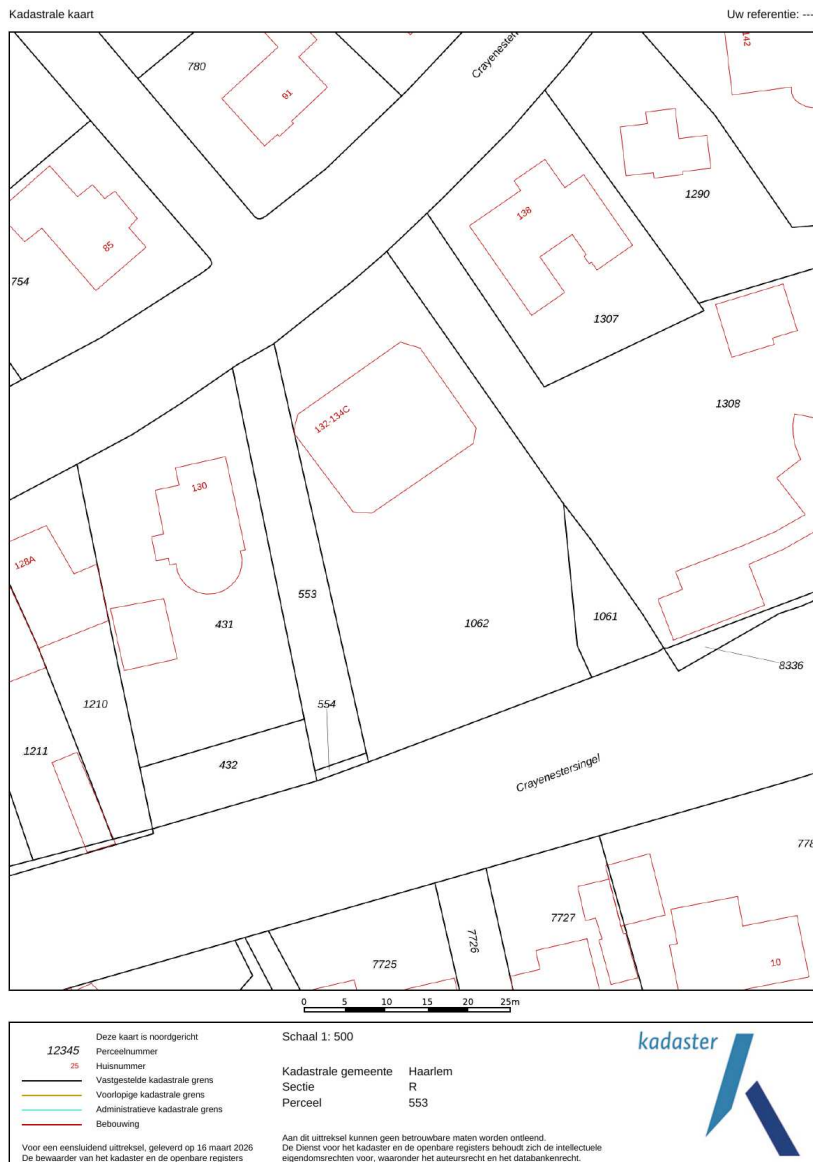 Kadastrale kaart
Uw referentie: ---
780
91
Crayenester
142
1290
138
85
754
1307
1308
132-134C
130
128A
553
431
1062
1061
8336
1210
554
1211
432
Crayenestersingel
778
7727
7726
7725
10
0 5 10 15 20 25m
Deze kaart is noordgericht
12345 Perceelnummer
25 Huisnummer
Vastgestelde kadastrale grens
Voorlopige kadastrale grens
Administratieve kadastrale grens
Bebouwing
Voor een eensluidend uittreksel, geleverd op 16 maart 2026
De bewaarder van het kadaster en de openbare registers
Schaal 1: 500
Kadastrale gemeente Haarlem
Sectie R
Perceel 553
Aan dit uittreksel kunnen geen betrouwbare maten worden ontleend.
De Dienst voor het kadaster en de openbare registers behoudt zich de intellectuele
eigendomsrechten voor, waaronder het auteursrecht en het databankenrecht.
kadaster